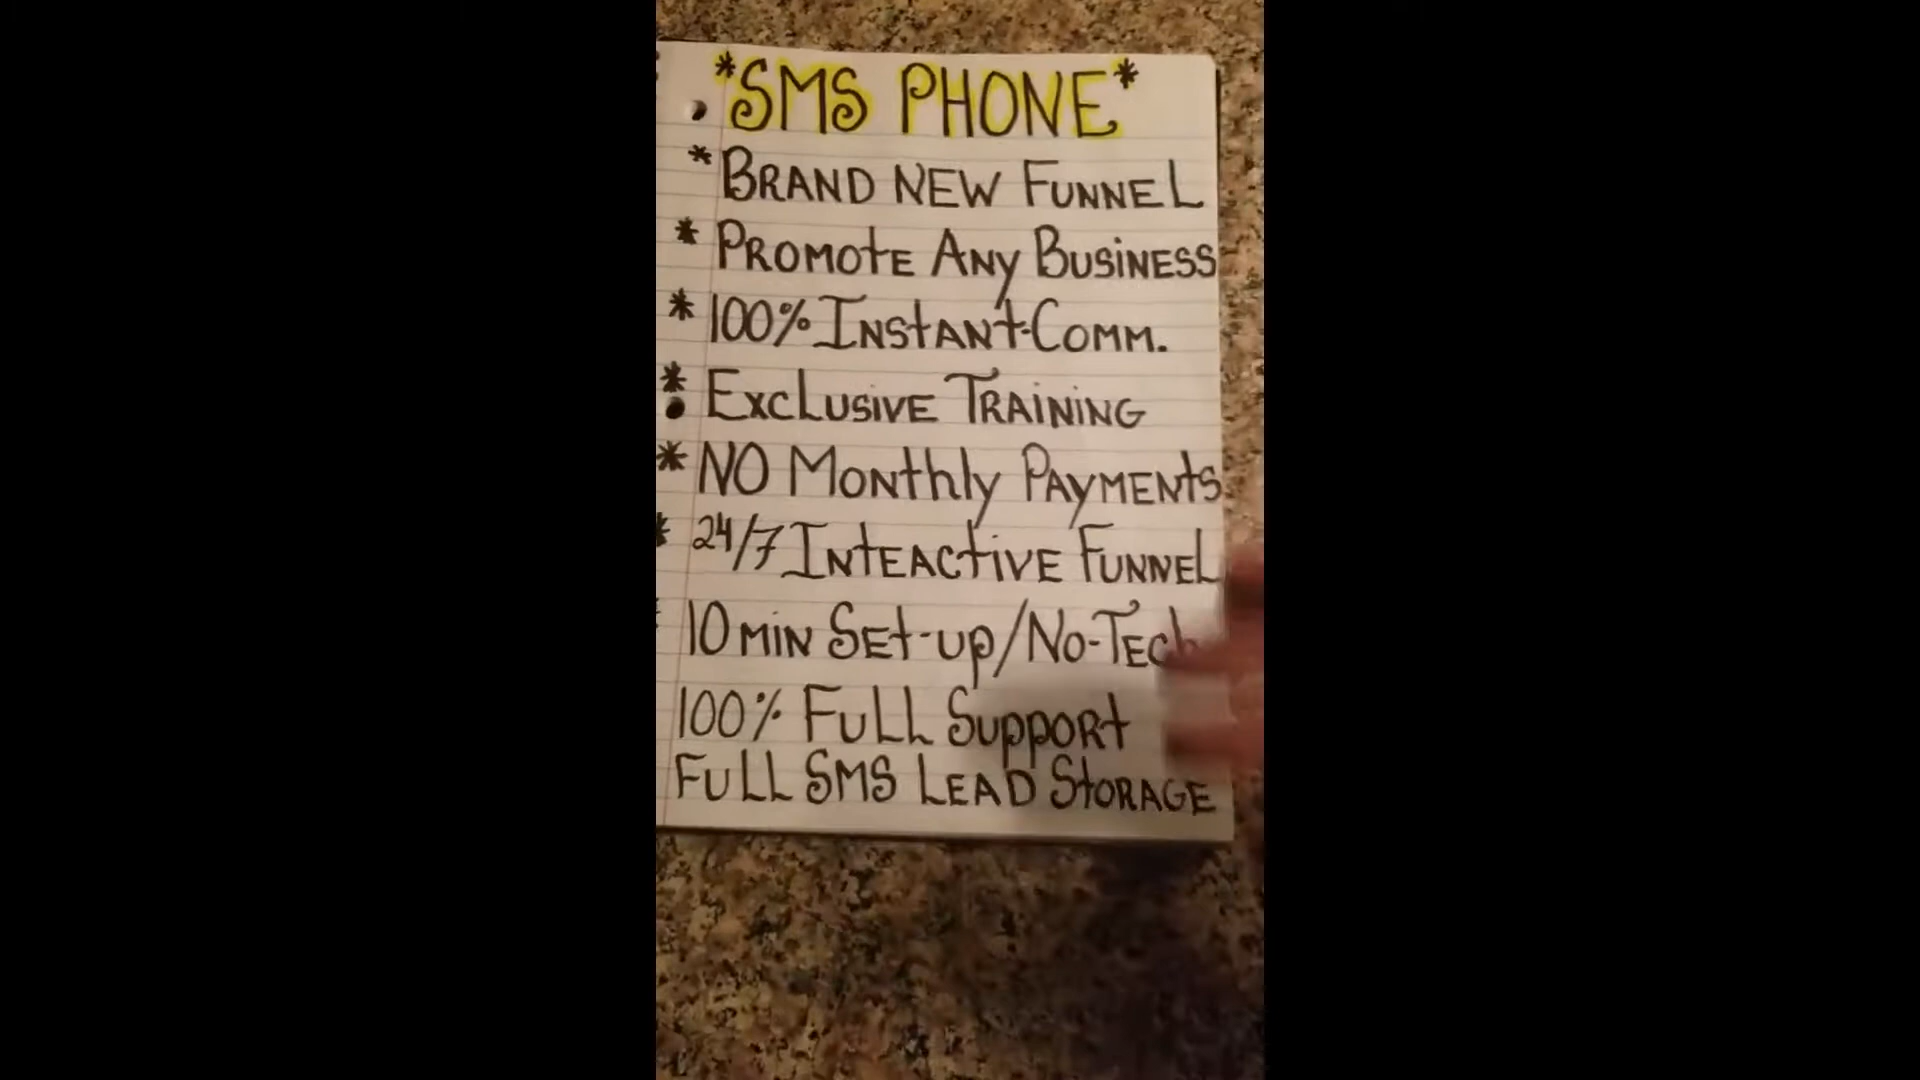 *SMS PHONE*
*BRAND NEW FUNNEL
*PROMOTE ANY BUSINESS
*100% INSTANT-COMM.
*EXCLUSIVE TRAINING
*NO MONTHLY PAYMENTS
*24/7 INTEACTIVE FUNNEL
*10 MIN SET-UP/NO-TECH
100% FULL SUPPORT
FULL SMS LEAD STORAGE